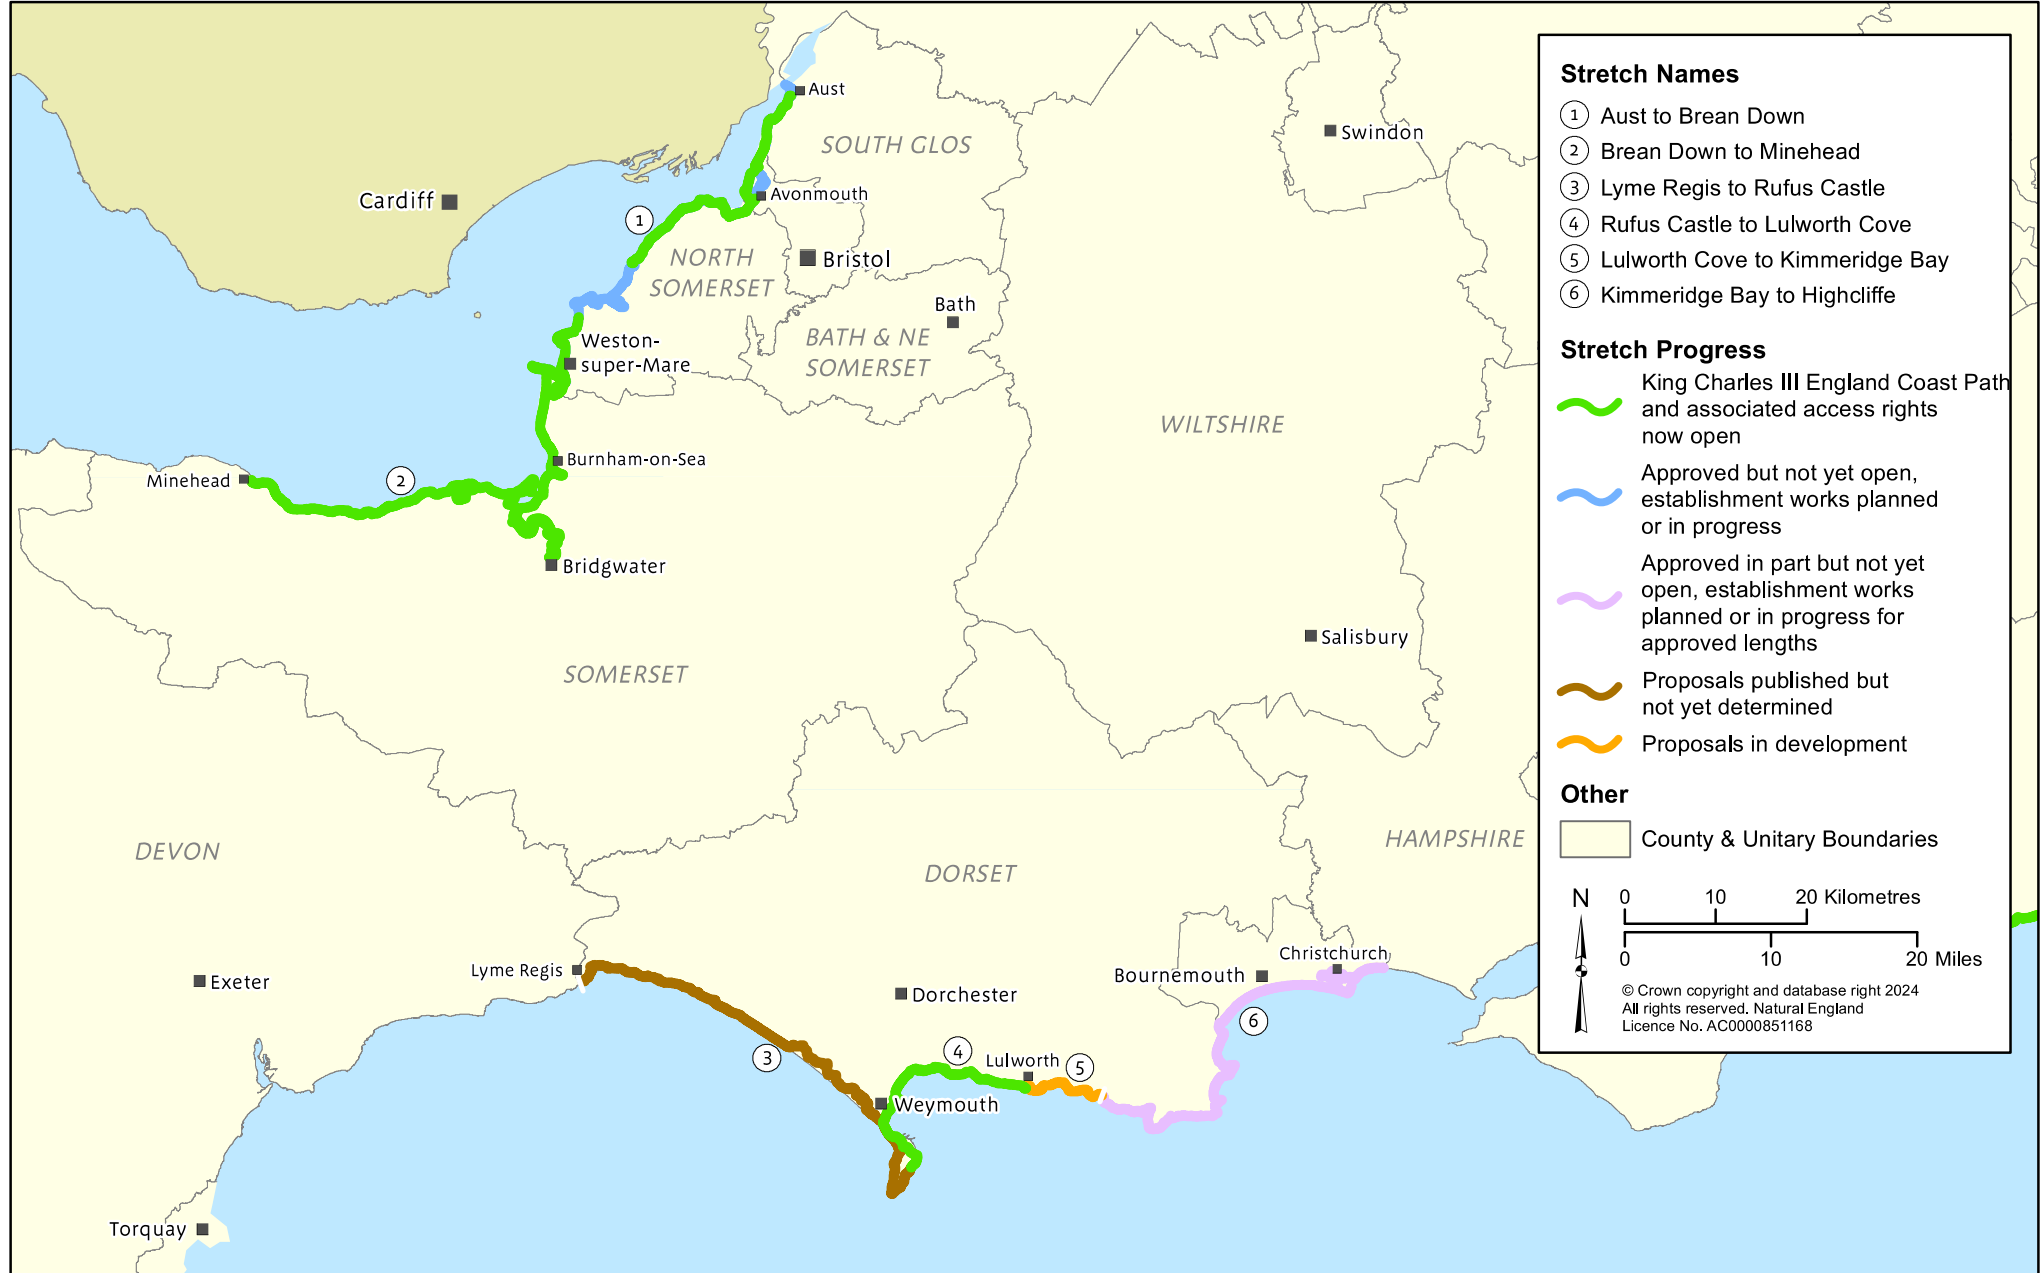 Aust
SOUTH GLOS
Swindon
Cardiff
Avonmouth
1
NORTH
SOMERSET
Bristol
Bath
BATH & NE
SOMERSET
Weston-
super-Mare
WILTSHIRE
Burnham-on-Sea
Minehead
2
Bridgwater
Salisbury
SOMERSET
DEVON
HAMPSHIRE
DORSET
Christchurch
Lyme Regis
Bournemouth
Exeter
Dorchester
6
3
4
Lulworth
5
Weymouth
Torquay
Stretch Names
1 Aust to Brean Down
2 Brean Down to Minehead
3 Lyme Regis to Rufus Castle
4 Rufus Castle to Lulworth Cove
5 Lulworth Cove to Kimmeridge Bay
6 Kimmeridge Bay to Highcliffe
Stretch Progress
King Charles III England Coast Path
and associated access rights
now open
Approved but not yet open,
establishment works planned
or in progress
Approved in part but not yet
open, establishment works
planned or in progress for
approved lengths
Proposals published but
not yet determined
Proposals in development
Other
County & Unitary Boundaries
N
0 10 20 Kilometres
0 10 20 Miles
© Crown copyright and database right 2024
All rights reserved. Natural England
Licence No. AC0000851168